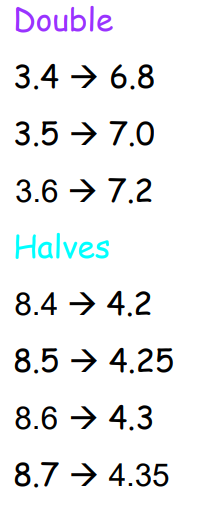 Double
3.4 → 6.8
3.5 → 7.0
3.6 → 7.2
Halves
8.4 → 4.2
8.5 → 4.25
8.6 → 4.3
8.7 → 4.35